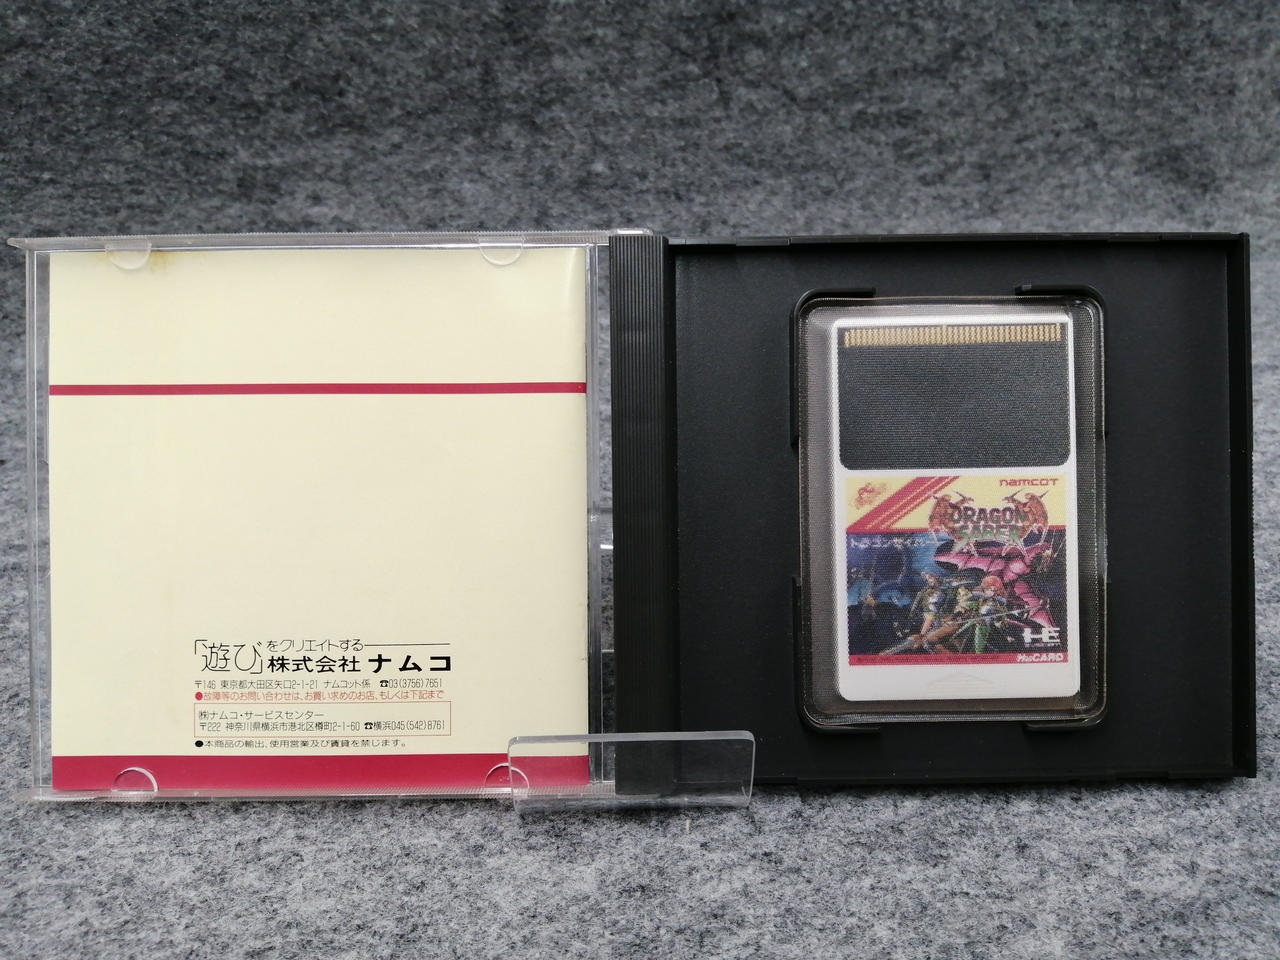 「遊び」をクリエイトする
株式会社 ナムコ
〒146 東京都大田区矢口2-1-21 ナムコット係 ☎03(3756)7651
●故障等のお問い合わせは、お買い求めのお店、もしくは下記まで
㈱ナムコ・サービスセンター
〒222 神奈川県横浜市港北区樽町2-1-60 ☎横浜045(542)8761
●本商品の輸出、使用営業及び賃貸を禁じます。
namcot
DRAGON
SABER
ドラゴンセイバー
HE
HuCARD